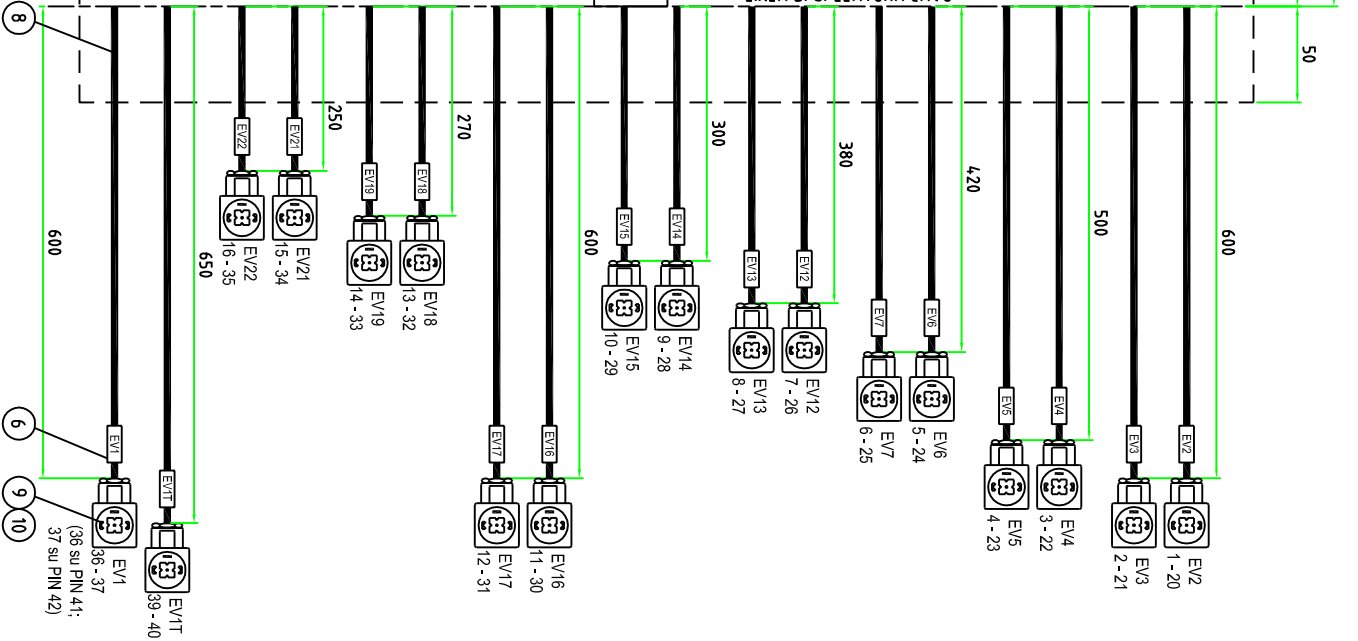 8
50
600
650
250
270
600
300
380
420
500
600
EV22
EV21
EV19
EV18
EV15
EV14
EV13
EV12
EV7
EV6
EV5
EV4
EV3
EV2
EV17
EV16
EV1
EV1T
EV22
16 - 35
EV21
15 - 34
EV19
14 - 33
EV18
13 - 32
EV15
10 - 29
EV14
9 - 28
EV13
8 - 27
EV12
7 - 26
EV7
6 - 25
EV6
5 - 24
EV5
4 - 23
EV4
3 - 22
EV3
2 - 21
EV2
1 - 20
EV17
12 - 31
EV16
11 - 30
EV1T
39 - 40
EV1
36 - 37
(36 su PIN 41;
37 su PIN 42)
6
9
10